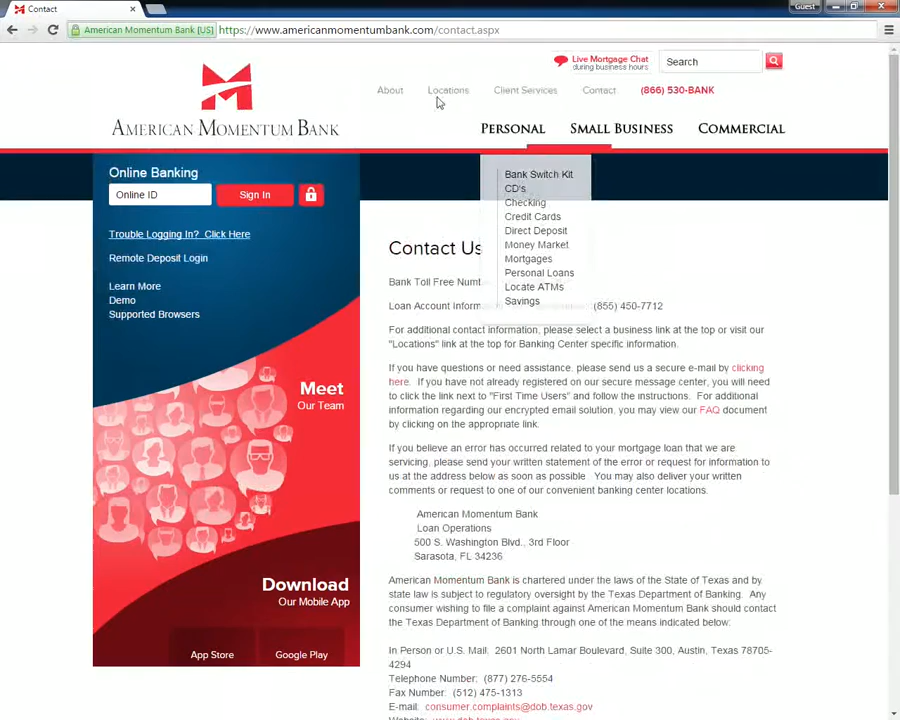 Contact
Guest
American Momentum Bank [US]
https://www.americanmomentumbank.com/contact.aspx
Live Mortgage Chat
during business hours
Search
About
Locations
Client Services
Contact
(866) 530-BANK
AMERICAN MOMENTUM BANK
PERSONAL
SMALL BUSINESS
COMMERCIAL
Online Banking
Online ID
Sign In
Trouble Logging In? Click Here
Remote Deposit Login
Learn More
Demo
Supported Browsers
Meet
Our Team
Download
Our Mobile App
App Store
Google Play
Bank Switch Kit
CD's
Checking
Credit Cards
Direct Deposit
Money Market
Mortgages
Personal Loans
Locate ATMs
Savings
Contact Us
Bank Toll Free
Loan Account (855) 450-7712
For additional contact information, please select a business link at the top or visit our
"Locations" link at the top for Banking Center specific information.
If you have questions or need assistance, please send us a secure e-mail by clicking
here. If you have not already registered on our secure message center, you will need
to click the link next to "First Time Users" and follow the instructions. For additional
information regarding our encrypted email solution, you may view our FAQ document
by clicking on the appropriate link.
If you believe an error has occurred related to your mortgage loan that we are
servicing, please send your written statement of the error or request for information to
us at the address below as soon as possible You may also deliver your written
comments or request to one of our convenient banking center locations.
American Momentum Bank
Loan Operations
500 S. Washington Blvd., 3rd Floor
Sarasota, FL 34236
American Momentum Bank is chartered under the laws of the State of Texas and by
state law is subject to regulatory oversight by the Texas Department of Banking. Any
consumer wishing to file a complaint against American Momentum Bank should contact
the Texas Department of Banking through one of the means indicated below:
In Person or U.S. Mail. 2601 North Lamar Boulevard, Suite 300, Austin, Texas 78705-
4294
Telephone Number: (877) 276-5554
Fax Number. (512) 475-1313
E-mail. consumer.complaints@dob.texas.gov